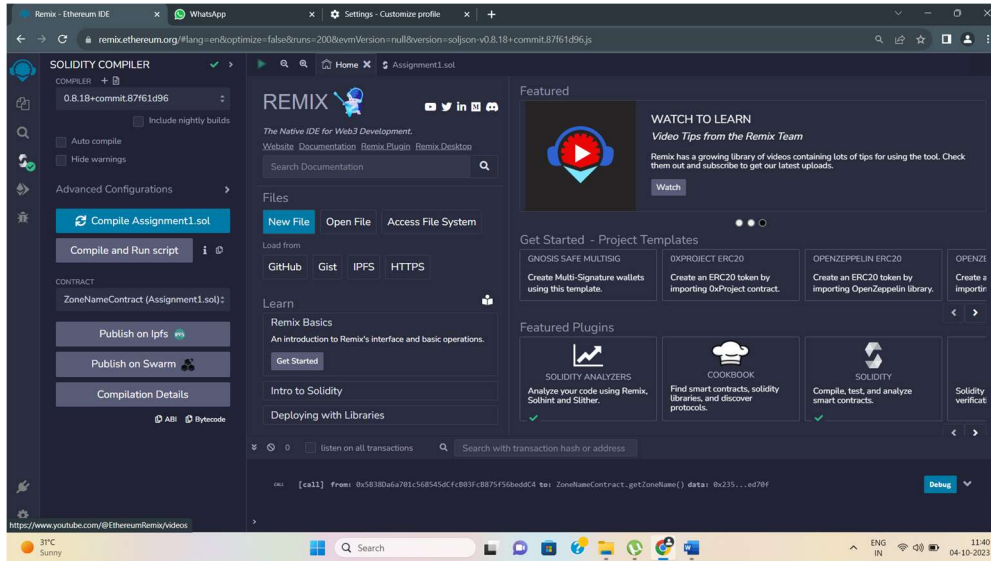 Remix - Ethereum IDE
WhatsApp
Settings - Customize profile
remix.ethereum.org/#lang=en&optimize=false&runs=200&evmVersion=null&version=soljson-v0.8.18+commit.87f61d96.js
SOLIDITY COMPILER
COMPILER
0.8.18+commit.87f61d96
Include nightly builds
Auto compile
Hide warnings
Advanced Configurations
Compile Assignment1.sol
Compile and Run script
CONTRACT
ZoneNameContract (Assignment1.sol)
Publish on Ipfs
Publish on Swarm
Compilation Details
ABI Bytecode
https://www.youtube.com/@EthereumRemix/videos
Home
Assignment1.sol
REMIX
The Native IDE for Web3 Development.
Website Documentation Remix Plugin Remix Desktop
Search Documentation
Files
New File Open File Access File System
Load from
GitHub Gist IPFS HTTPS
Learn
Remix Basics
An introduction to Remix's interface and basic operations.
Get Started
Intro to Solidity
Deploying with Libraries
Featured
WATCH TO LEARN
Video Tips from the Remix Team
Remix has a growing library of videos containing lots of tips for using the tool. Check
them out and subscribe to get our latest uploads.
Watch
Get Started - Project Templates
GNOSIS SAFE MULTISIG
Create Multi-Signature wallets
using this template.
0XPROJECT ERC20
Create an ERC20 token by
importing 0xProject contract.
OPENZEPPELIN ERC20
Create an ERC20 token by
importing OpenZeppelin library.
OPENZE
Create a
importin
Featured Plugins
SOLIDITY ANALYZERS
Analyze your code using Remix,
Solhint and Slither.
COOKBOOK
Find smart contracts, solidity
libraries, and discover
protocols.
SOLIDITY
Compile, test, and analyze
smart contracts.
Solidity
verificati
0
listen on all transactions
Search with transaction hash or address
CALL
[call] from: 0x5B38Da6a701c568545dCfcB03FcB875f56beddC4 to: ZoneNameContract.getZoneName() data: 0x235...ed70f
Debug
31°C
Sunny
Search
ENG
IN
11:40
04-10-2023